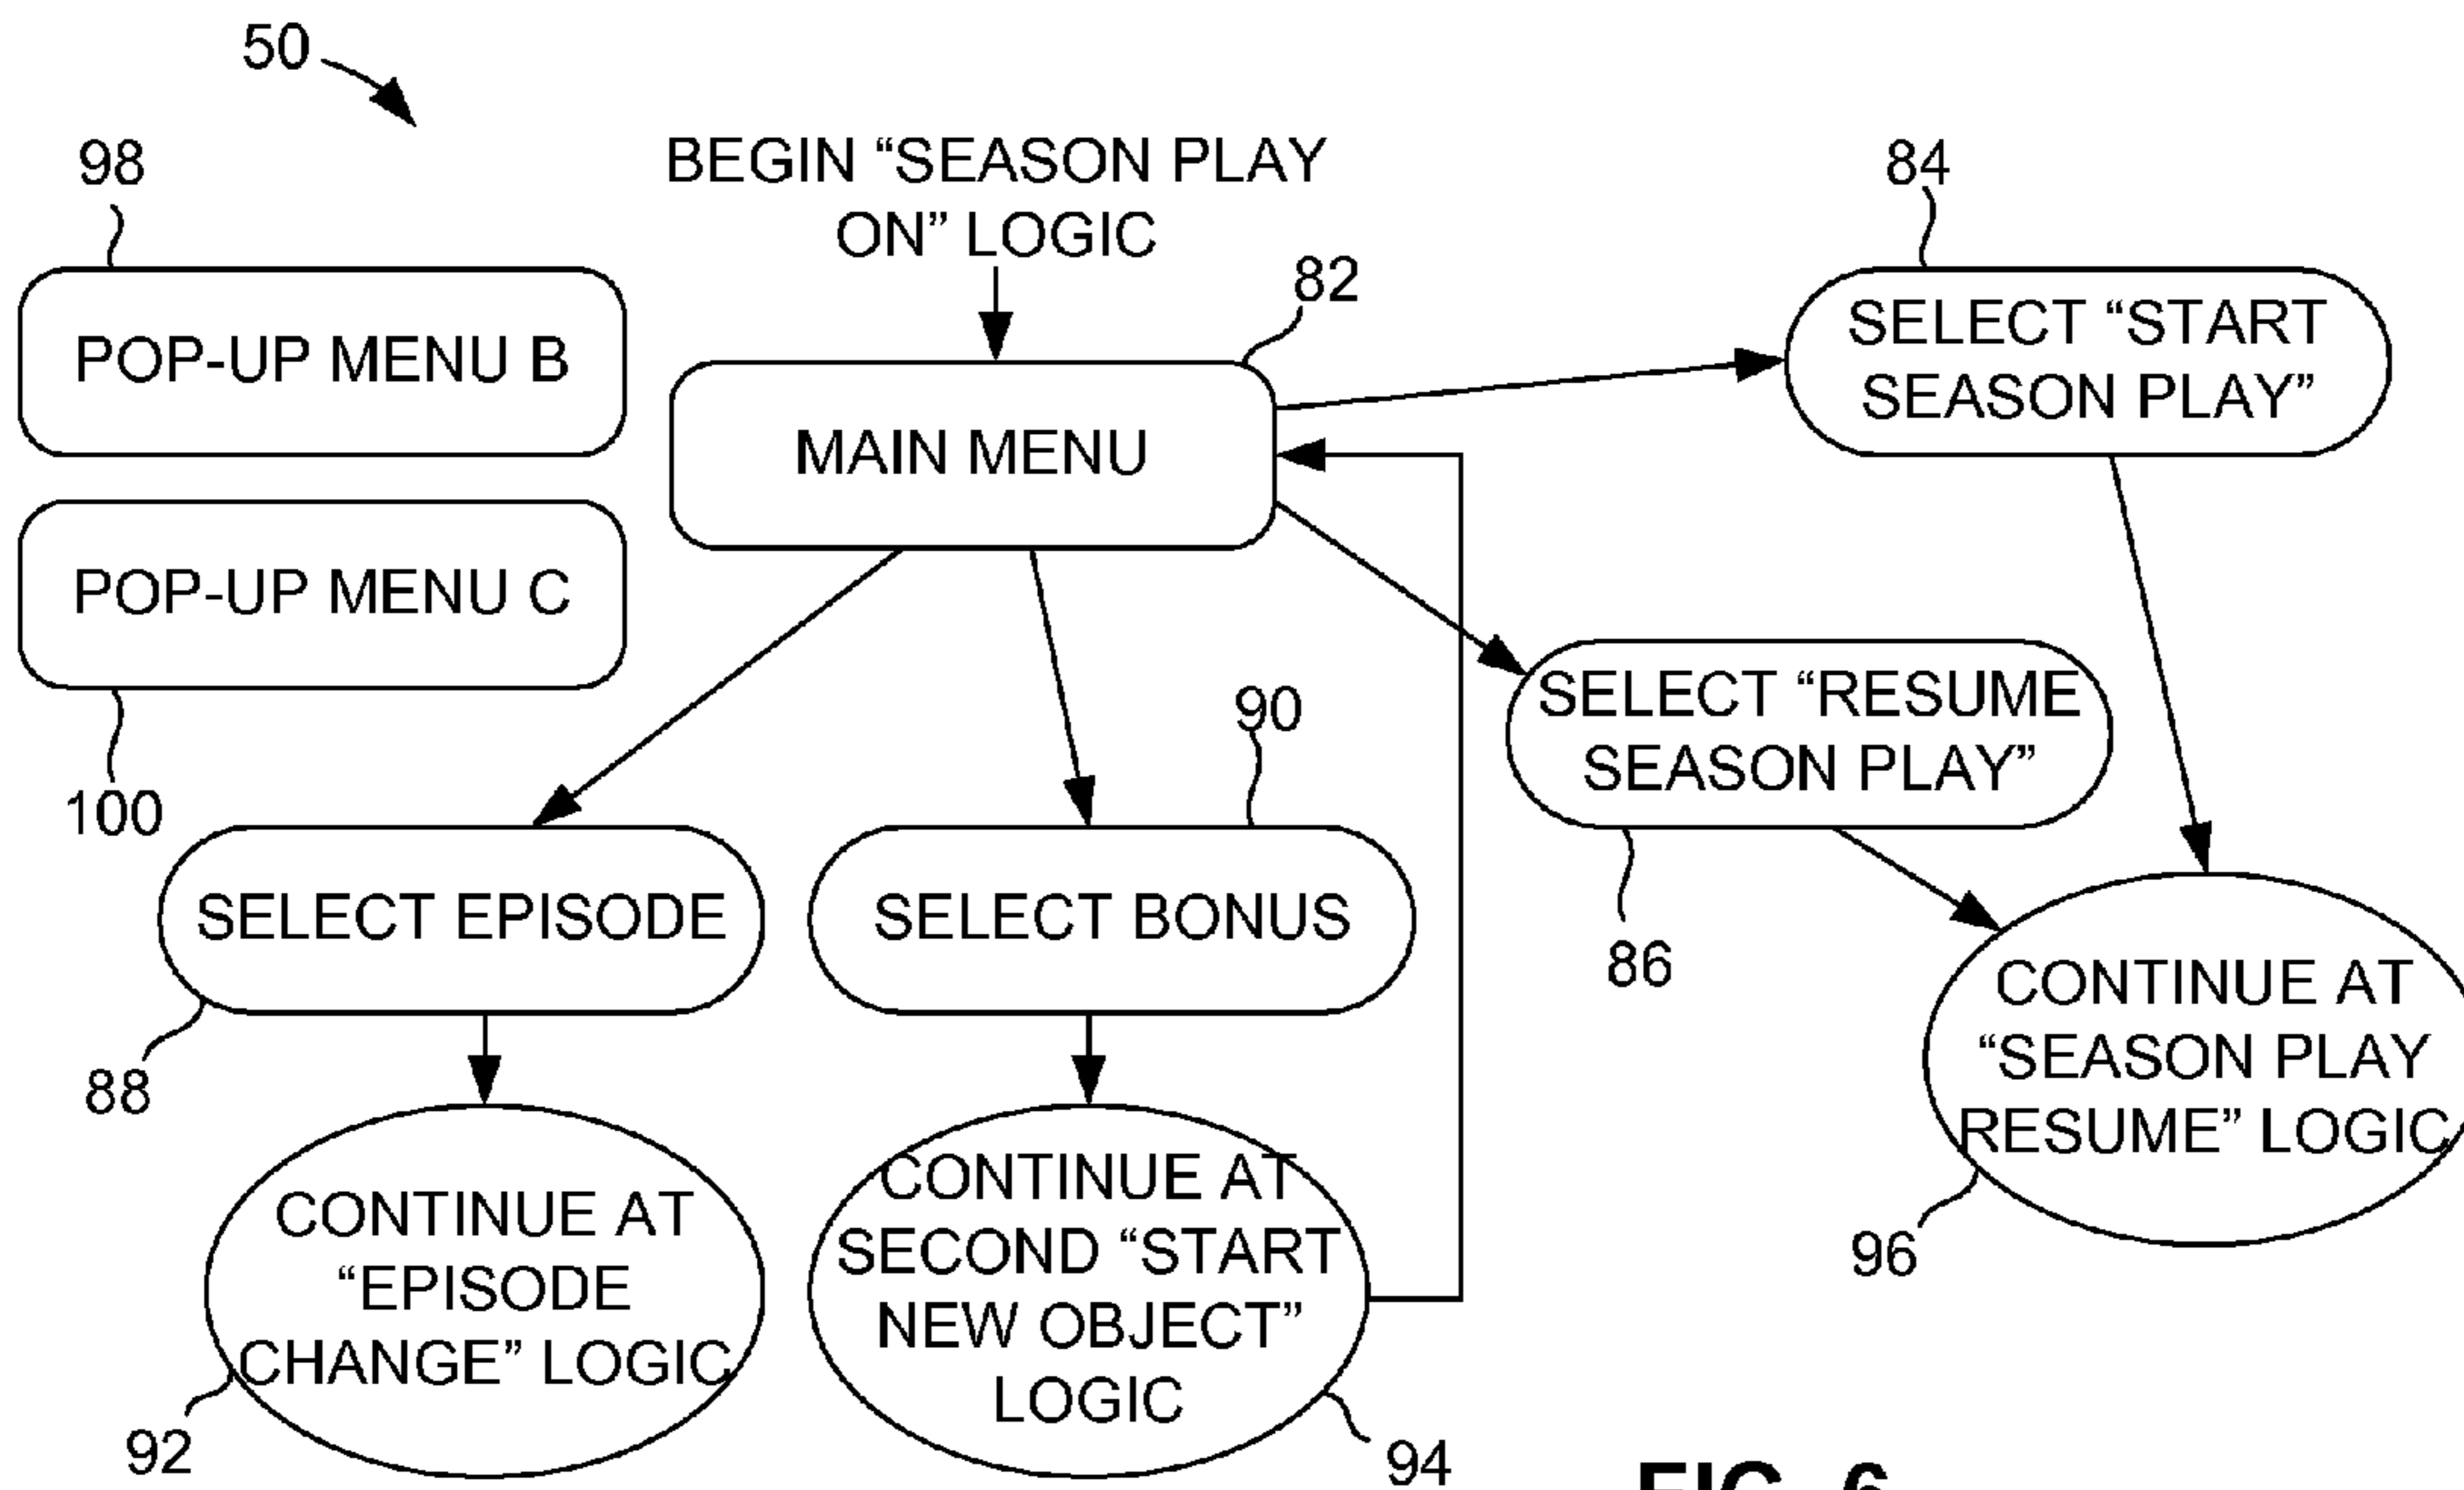 50
98
BEGIN “SEASON PLAY
ON” LOGIC
82
84
POP-UP MENU B
MAIN MENU
SELECT “START
SEASON PLAY”
POP-UP MENU C
100
90
SELECT “RESUME
SEASON PLAY”
86
SELECT EPISODE
SELECT BONUS
88
CONTINUE AT
“SEASON PLAY
RESUME” LOGIC
96
CONTINUE AT
“EPISODE
CHANGE” LOGIC
92
CONTINUE AT
SECOND “START
NEW OBJECT”
LOGIC
94
FIG. 6